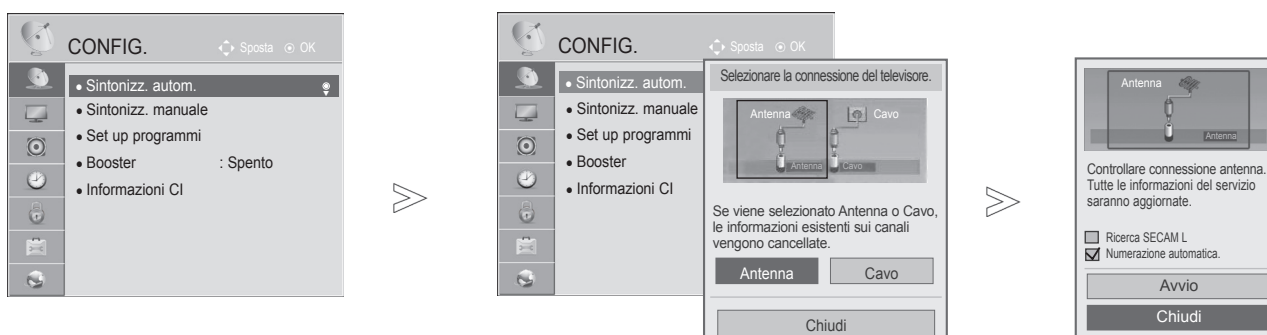 CONFIG.
Sposta OK
• Sintonizz. autom.
• Sintonizz. manuale
• Set up programmi
• Booster : Spento
• Informazioni CI
CONFIG.
Sposta OK
• Sintonizz. autom.
• Sintonizz. manuale
• Set up programmi
• Booster
• Informazioni CI
Selezionare la connessione del televisore.
Antenna Cavo
Antenna Cavo
Se viene selezionato Antenna o Cavo,
le informazioni esistenti sui canali
vengono cancellate.
Antenna Cavo
Chiudi
Antenna
Antenna
Controllare connessione antenna.
Tutte le informazioni del servizio
saranno aggiornate.
Ricerca SECAM L
Numerazione automatica.
Avvio
Chiudi